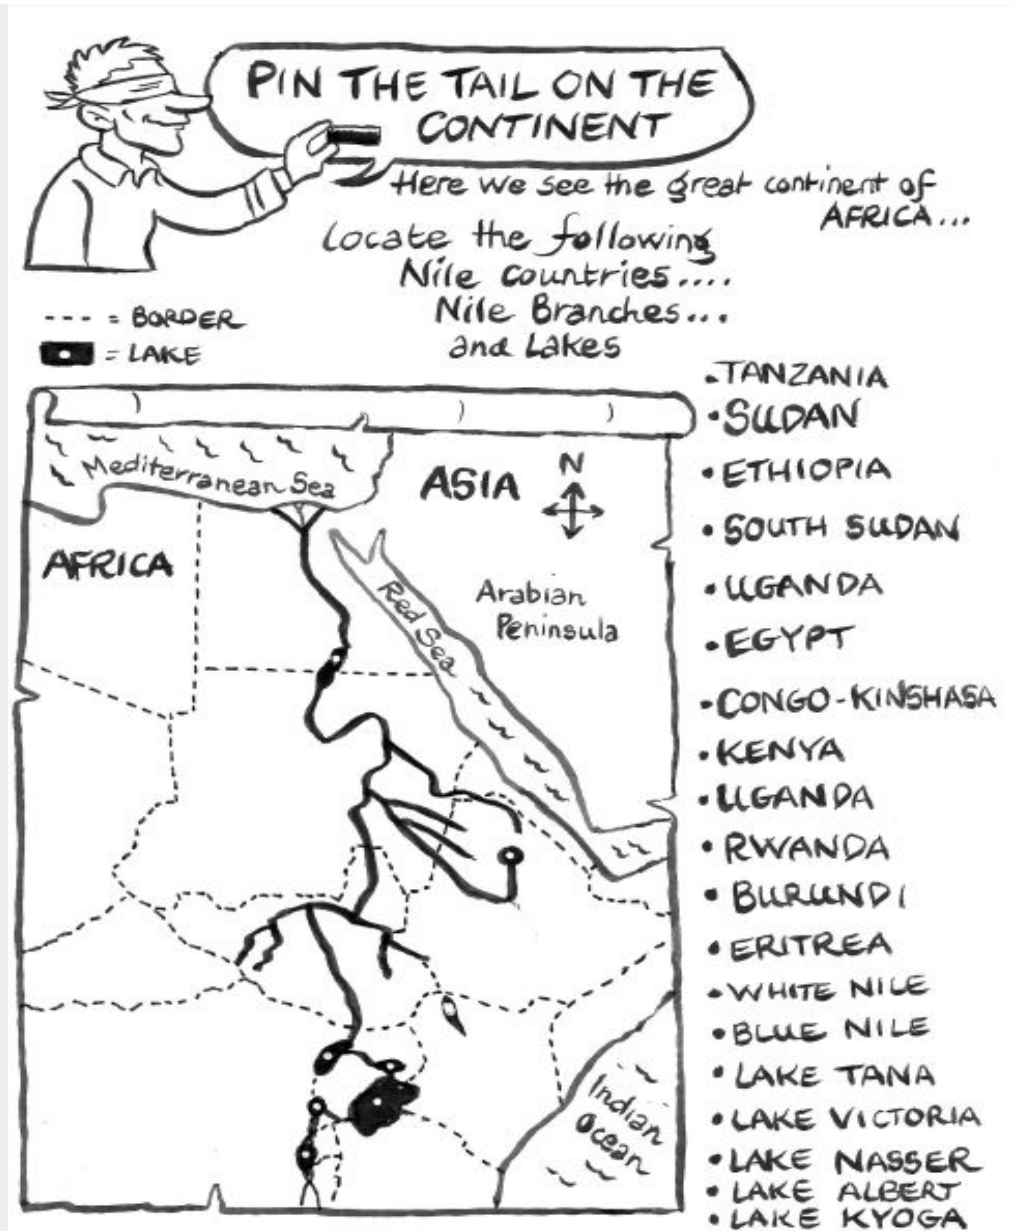 PIN THE TAIL ON THE
CONTINENT
Here we see the great continent of
AFRICA...
Locate the following
Nile countries....
Nile Branches...
and Lakes
---- = BORDER
= LAKE
Mediterranean Sea
ASIA
N
AFRICA
Red Sea
Arabian
Peninsula
Indian
Ocean
• TANZANIA
• SUDAN
• ETHIOPIA
• SOUTH SUDAN
• UGANDA
• EGYPT
• CONGO-KINSHASA
• KENYA
• UGANDA
• RWANDA
• BURUNDI
• ERITREA
• WHITE NILE
• BLUE NILE
• LAKE TANA
• LAKE VICTORIA
• LAKE NASSER
• LAKE ALBERT
• LAKE KYOGA